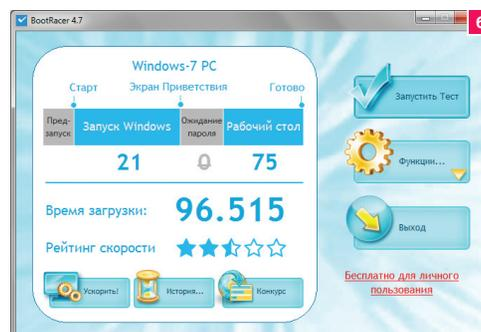 BootRacer 4.7
6
Windows-7 PC
Старт Экран Приветствия Готово
Пред-
запуск
Запуск Windows
Ожидание
пароля
Рабочий стол
21 0 75
Время загрузки: 96.515
Рейтинг скорости
Ускорить! История... Конкурс
Запустить Тест
Функции...
Выход
Бесплатно для личного
пользования